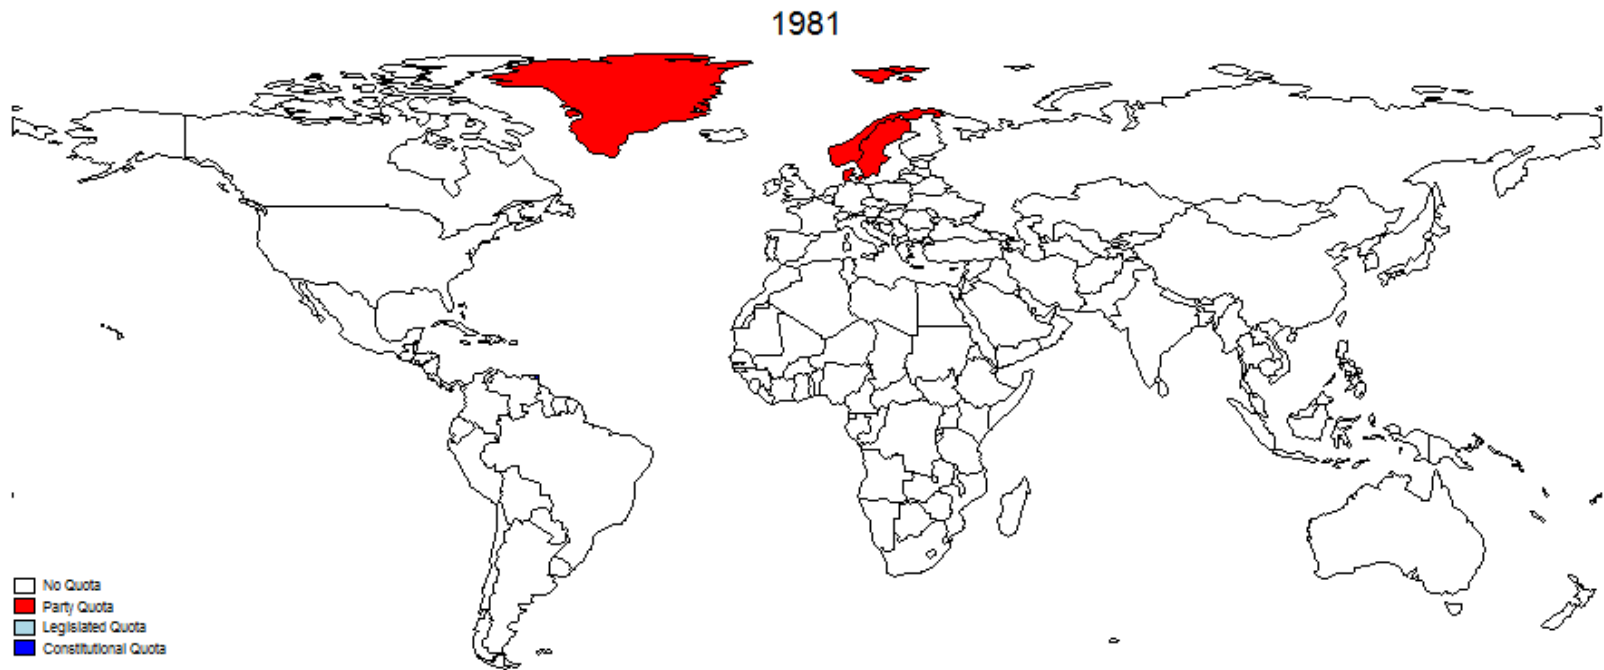 1981
No Quota
Party Quota
Legislated Quota
Constitutional Quota